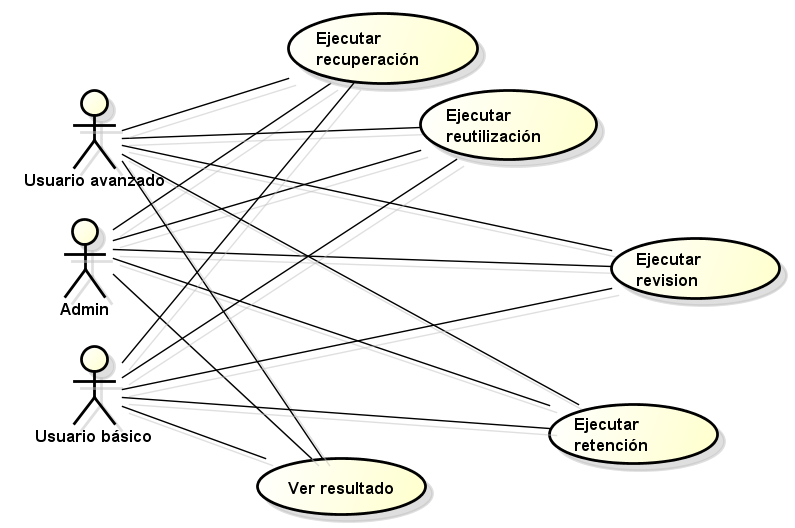 Ejecutar
recuperación
Ejecutar
reutilización
Usuario avanzado
Ejecutar
revision
Admin
Usuario básico
Ejecutar
retención
Ver resultado